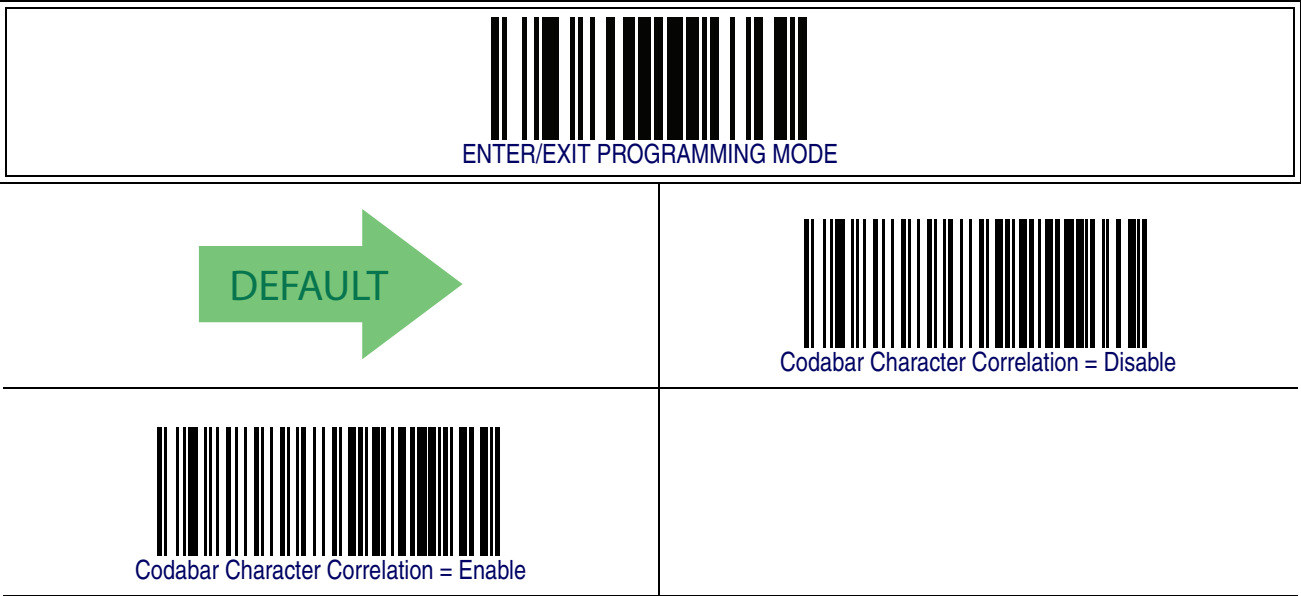 ENTER/EXIT PROGRAMMING MODE
DEFAULT
Codabar Character Correlation = Disable
Codabar Character Correlation = Enable